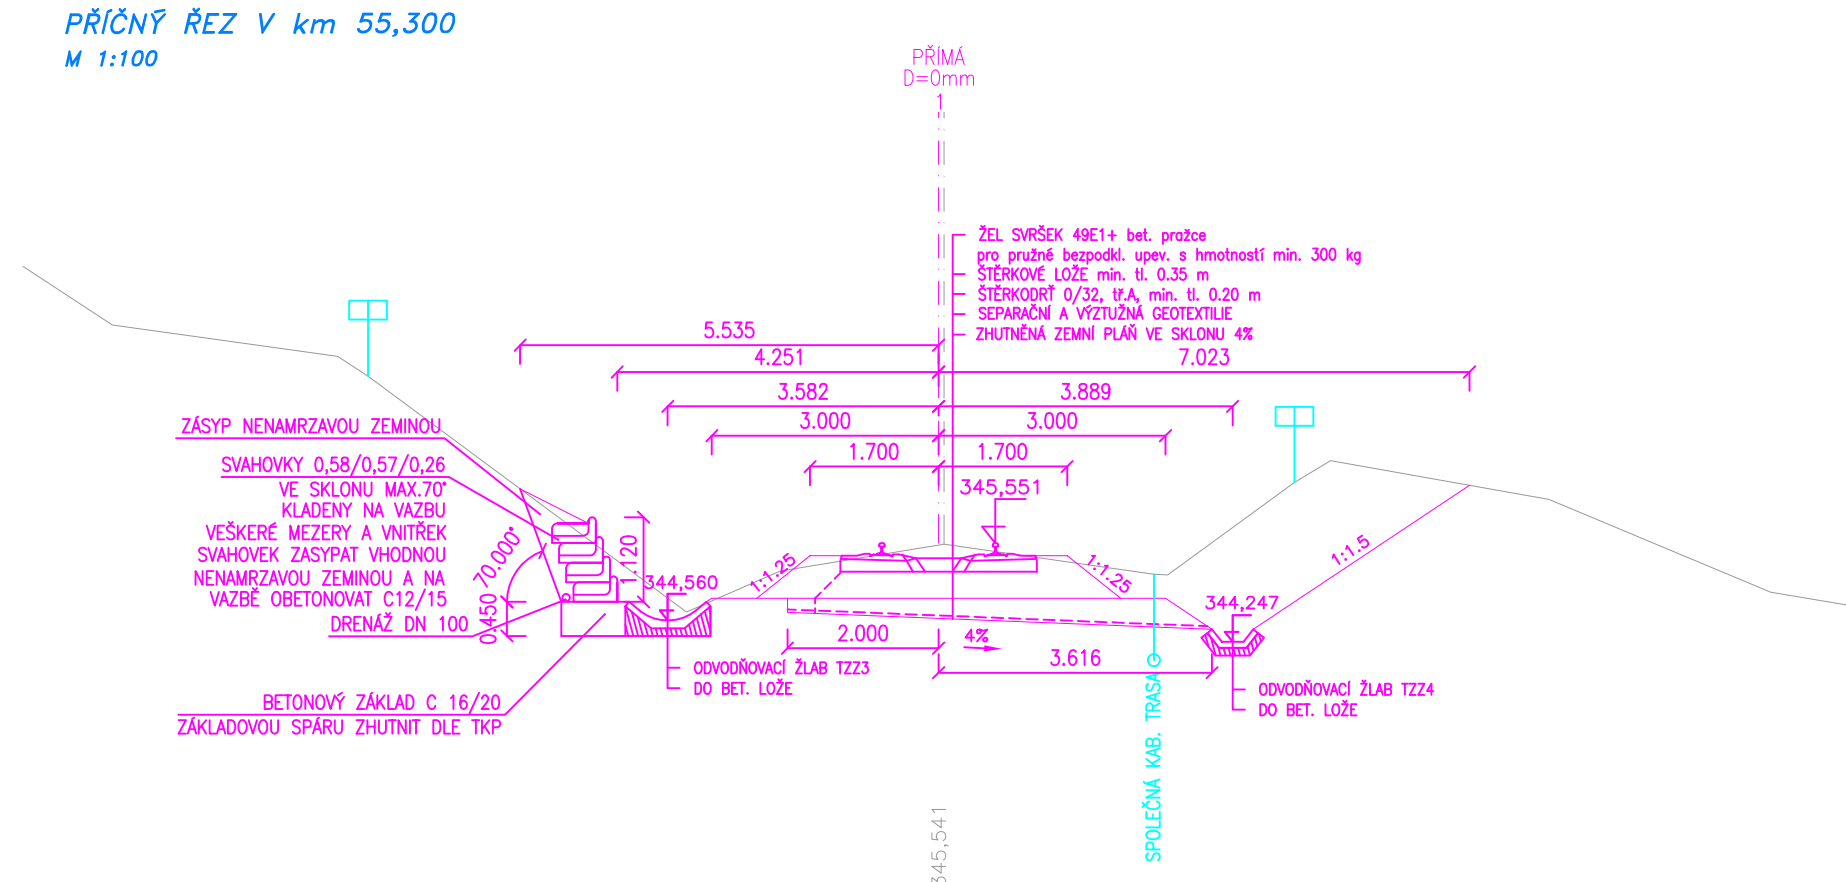 PŘÍČNÝ ŘEZ V km 55,300
M 1:100
PŘÍMÁ
D=0mm
1
ŽEL SVRŠEK 49E1+ bet. pražce
pro pružné bezpodkl. upev. s hmotností min. 300 kg
ŠTĚRKOVÉ LOŽE min. tl. 0.35 m
ŠTĚRKODRŤ 0/32, tř.A, min. tl. 0.20 m
SEPARAČNÍ A VÝZTUŽNÁ GEOTEXTILIE
ZHUTNĚNÁ ZEMNÍ PLÁŇ VE SKLONU 4%
5.535
4.251
7.023
3.582
3.889
3.000
3.000
1.700
1.700
345,551
ZÁSYP NENAMRZAVOU ZEMINOU
SVAHOVKY 0,58/0,57/0,26
VE SKLONU MAX.70°
KLADENY NA VAZBU
VEŠKERÉ MEZERY A VNITŘEK
SVAHOVEK ZASYPAT VHODNOU
NENAMRZAVOU ZEMINOU A NA
VAZBĚ OBETONOVAT C12/15
DRENÁŽ DN 100
70.000°
1.120
0.450
344,560
1:1.25
1:1.25
1:1.5
344,247
2.000
4%
3.616
ODVODŇOVACÍ ŽLAB TZZ3
DO BET. LOŽE
ODVODŇOVACÍ ŽLAB TZZ4
DO BET. LOŽE
BETONOVÝ ZÁKLAD C 16/20
ZÁKLADOVOU SPÁRU ZHUTNIT DLE TKP
SPOLEČNÁ KAB. TRASA
345,541